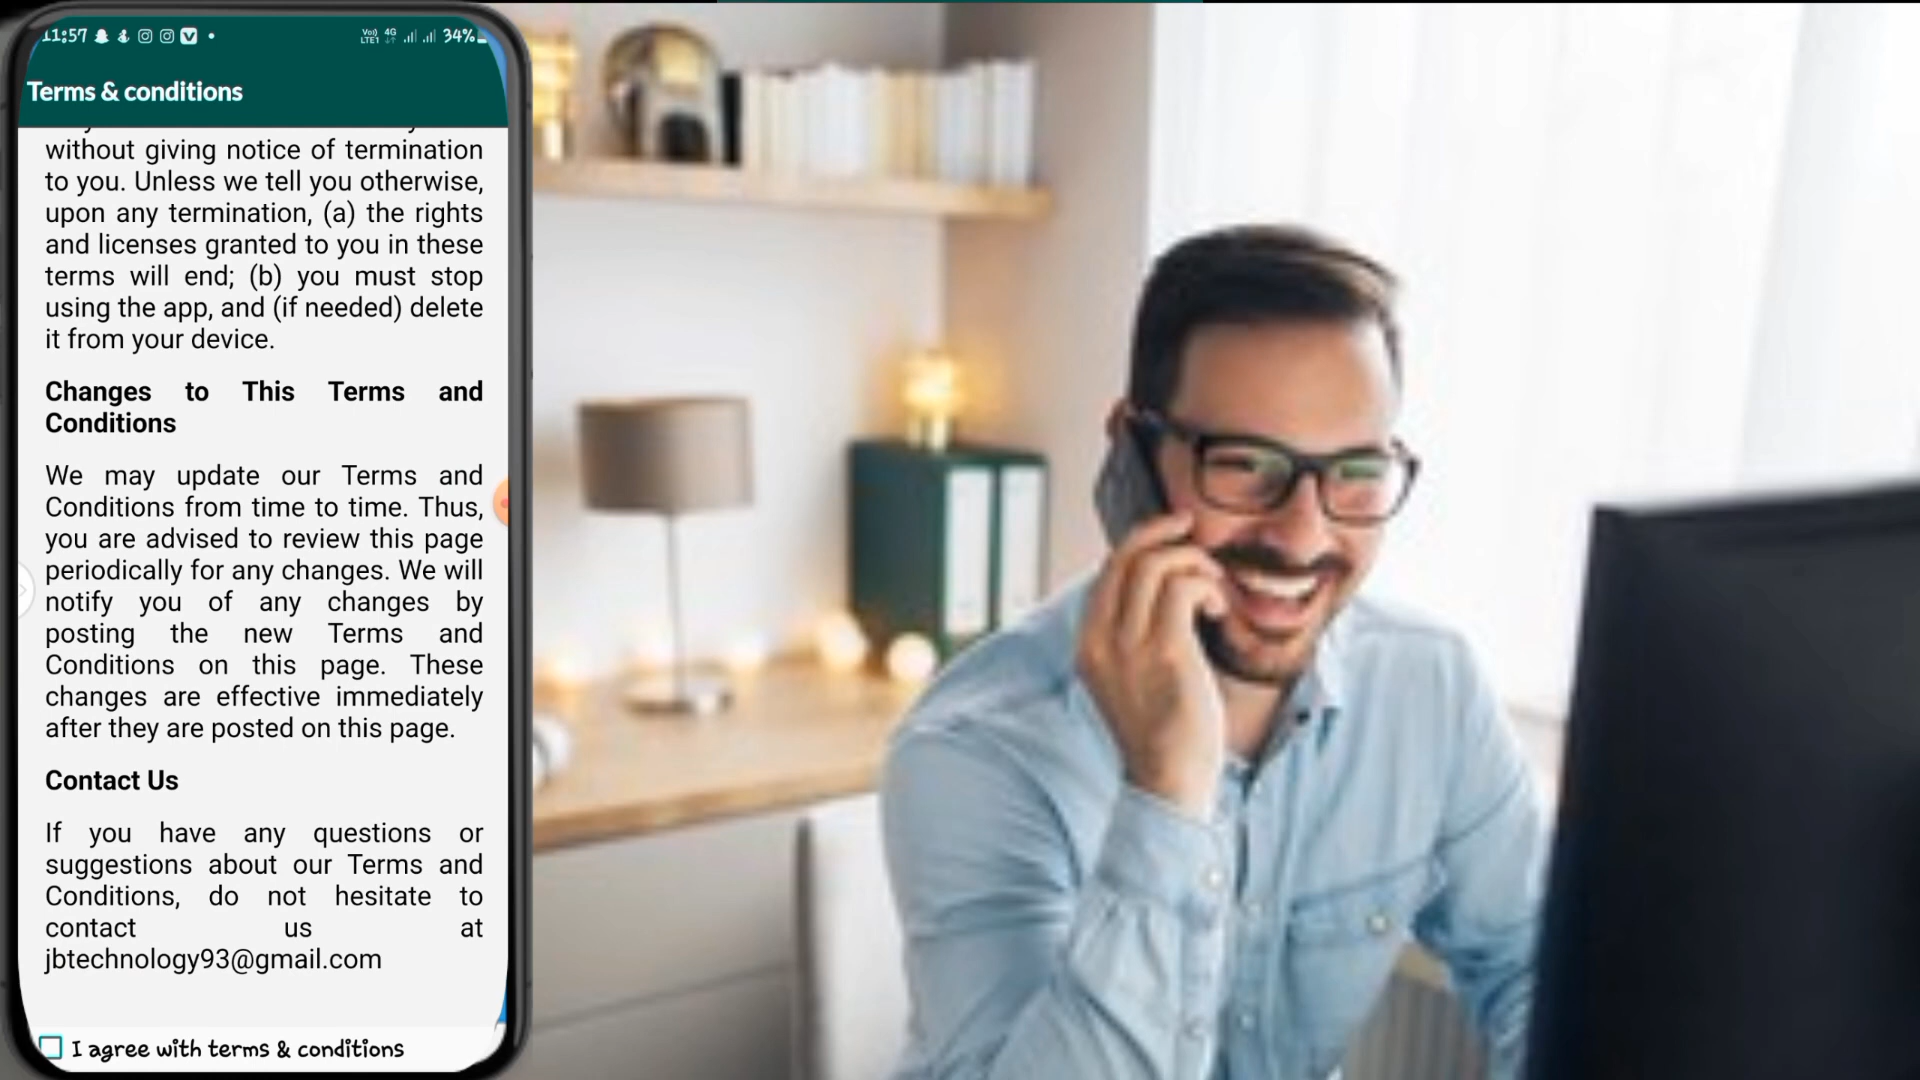 11:57
Vo) 4G
LTE1
34%
Terms & conditions
without giving notice of termination
to you. Unless we tell you otherwise,
upon any termination, (a) the rights
and licenses granted to you in these
terms will end; (b) you must stop
using the app, and (if needed) delete
it from your device.
Changes to This Terms and
Conditions
We may update our Terms and
Conditions from time to time. Thus,
you are advised to review this page
periodically for any changes. We will
notify you of any changes by
posting the new Terms and
Conditions on this page. These
changes are effective immediately
after they are posted on this page.
Contact Us
If you have any questions or
suggestions about our Terms and
Conditions, do not hesitate to
contact us at
jbtechnology93@gmail.com
I agree with terms & conditions